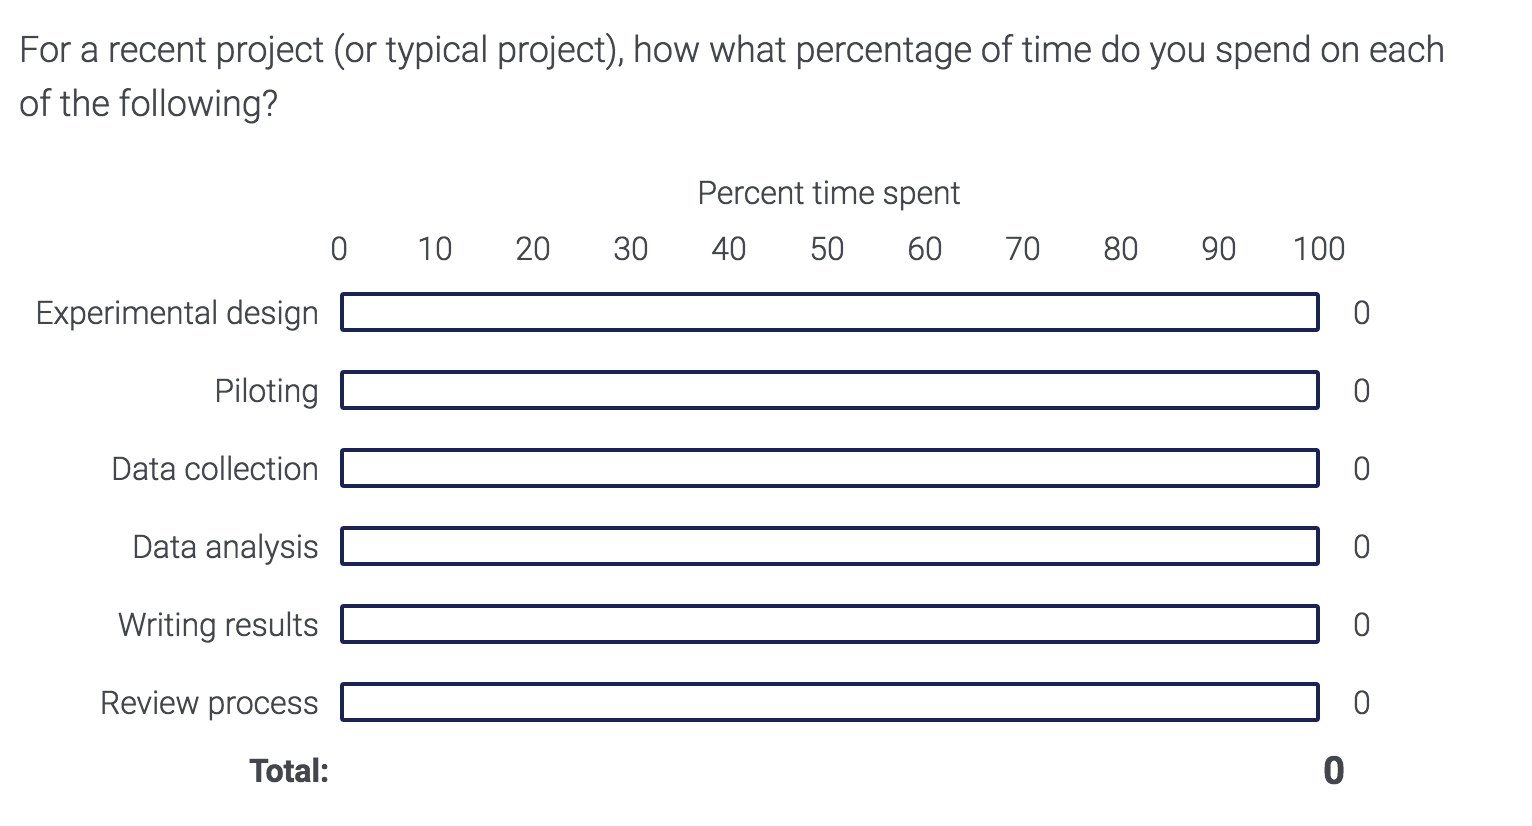 For a recent project (or typical project), how what percentage of time do you spend on each
of the following?
Percent time spent
0 10 20 30 40 50 60 70 80 90 100
Experimental design 0
Piloting 0
Data collection 0
Data analysis 0
Writing results 0
Review process 0
Total: 0